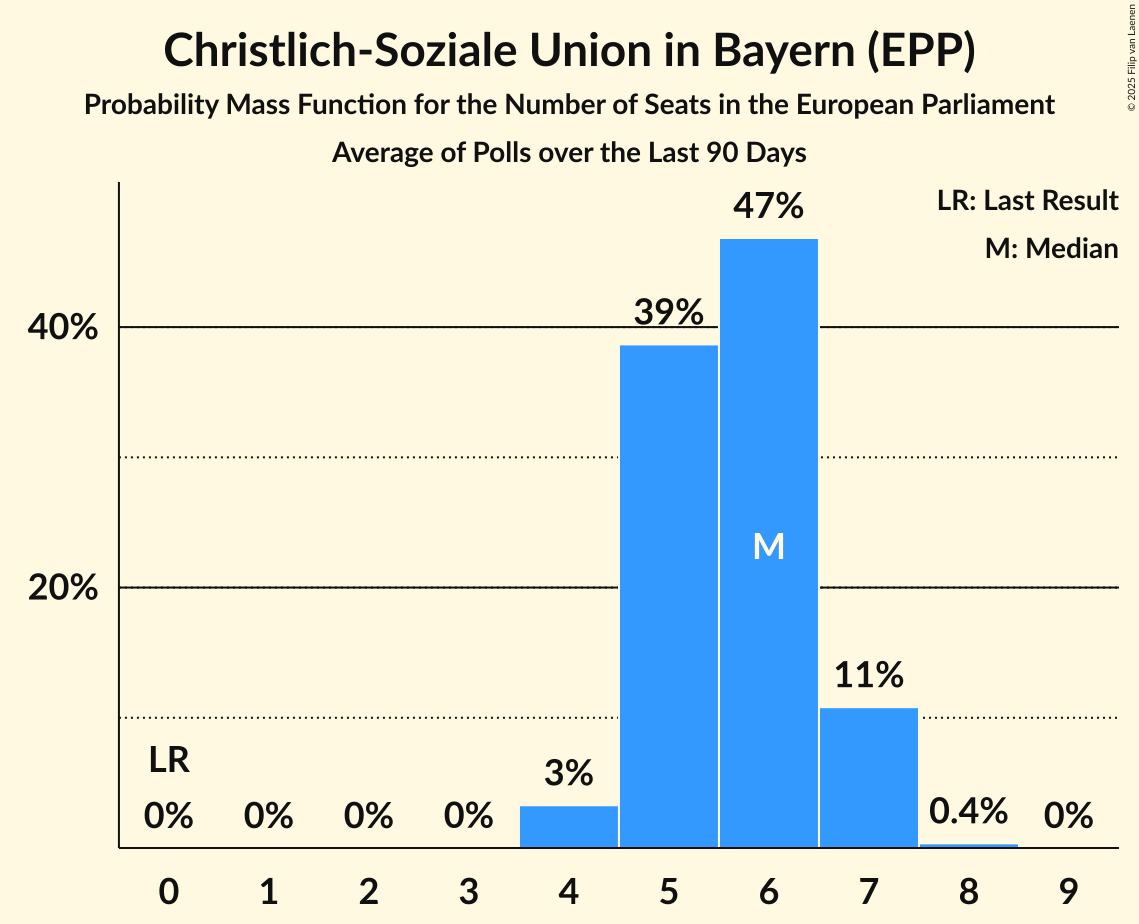 Christlich-Soziale Union in Bayern (EPP)
Probability Mass Function for the Number of Seats in the European Parliament
Average of Polls over the Last 90 Days
© 2025 Filip van Laenen
LR: Last Result
M: Median
47%
39%
40%
M
20%
11%
LR
3%
0% 0% 0% 0% 0.4% 0%
0 1 2 3 4 5 6 7 8 9